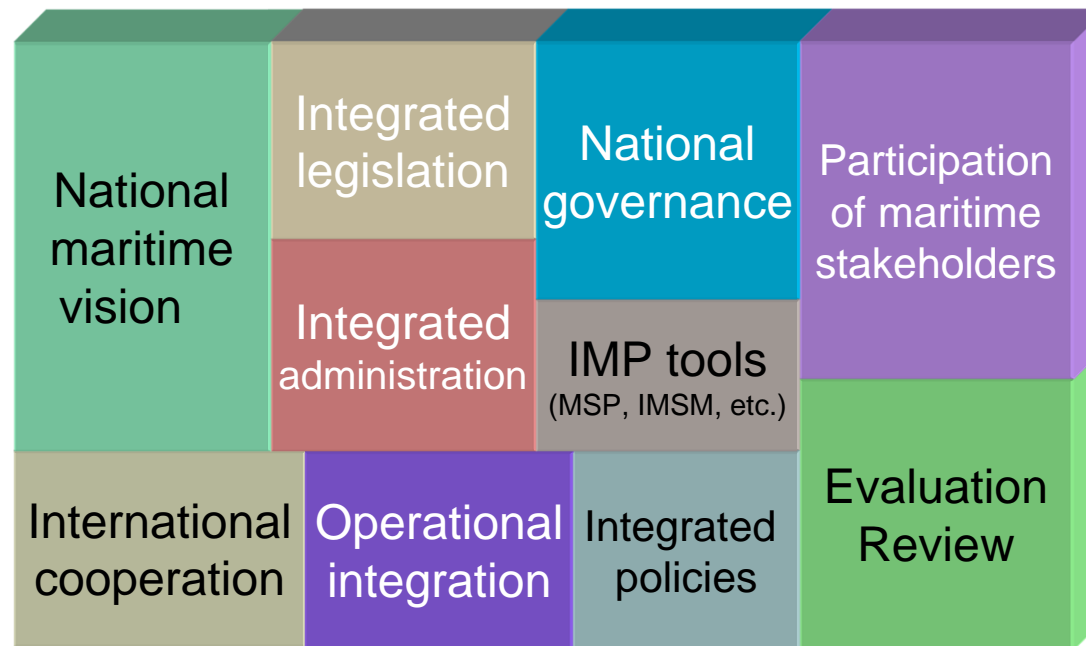 National
maritime
vision
Integrated
legislation
National
governance
Participation
of maritime
stakeholders
Integrated
administration
IMP tools
(MSP, IMSM, etc.)
International
cooperation
Operational
integration
Integrated
policies
Evaluation
Review